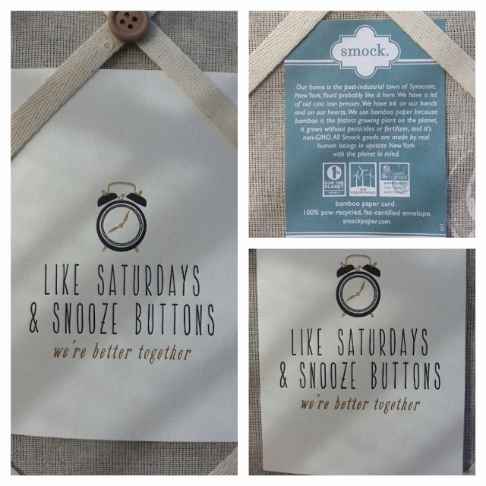 LIKE SATURDAYS
& SNOOZE BUTTONS
we're better together
smock.
Our home is the post-industrial town of Syracuse,
New York. You'd probably like it here. We have a lot
of old cast iron presses. We have ink on our hands
and on our hearts. We use bamboo paper because
bamboo is the fastest growing plant on the planet,
it grows without pesticides or fertilizer, and it's
non-GMO. All Smock goods are made by real
human beings in upstate New York
with the planet in mind.
1%
FOR THE
PLANET
bamboo paper card.
100% pcw recycled, fsc-certified envelope.
smockpaper.com
LIKE SATURDAYS
& SNOOZE BUTTONS
we're better together